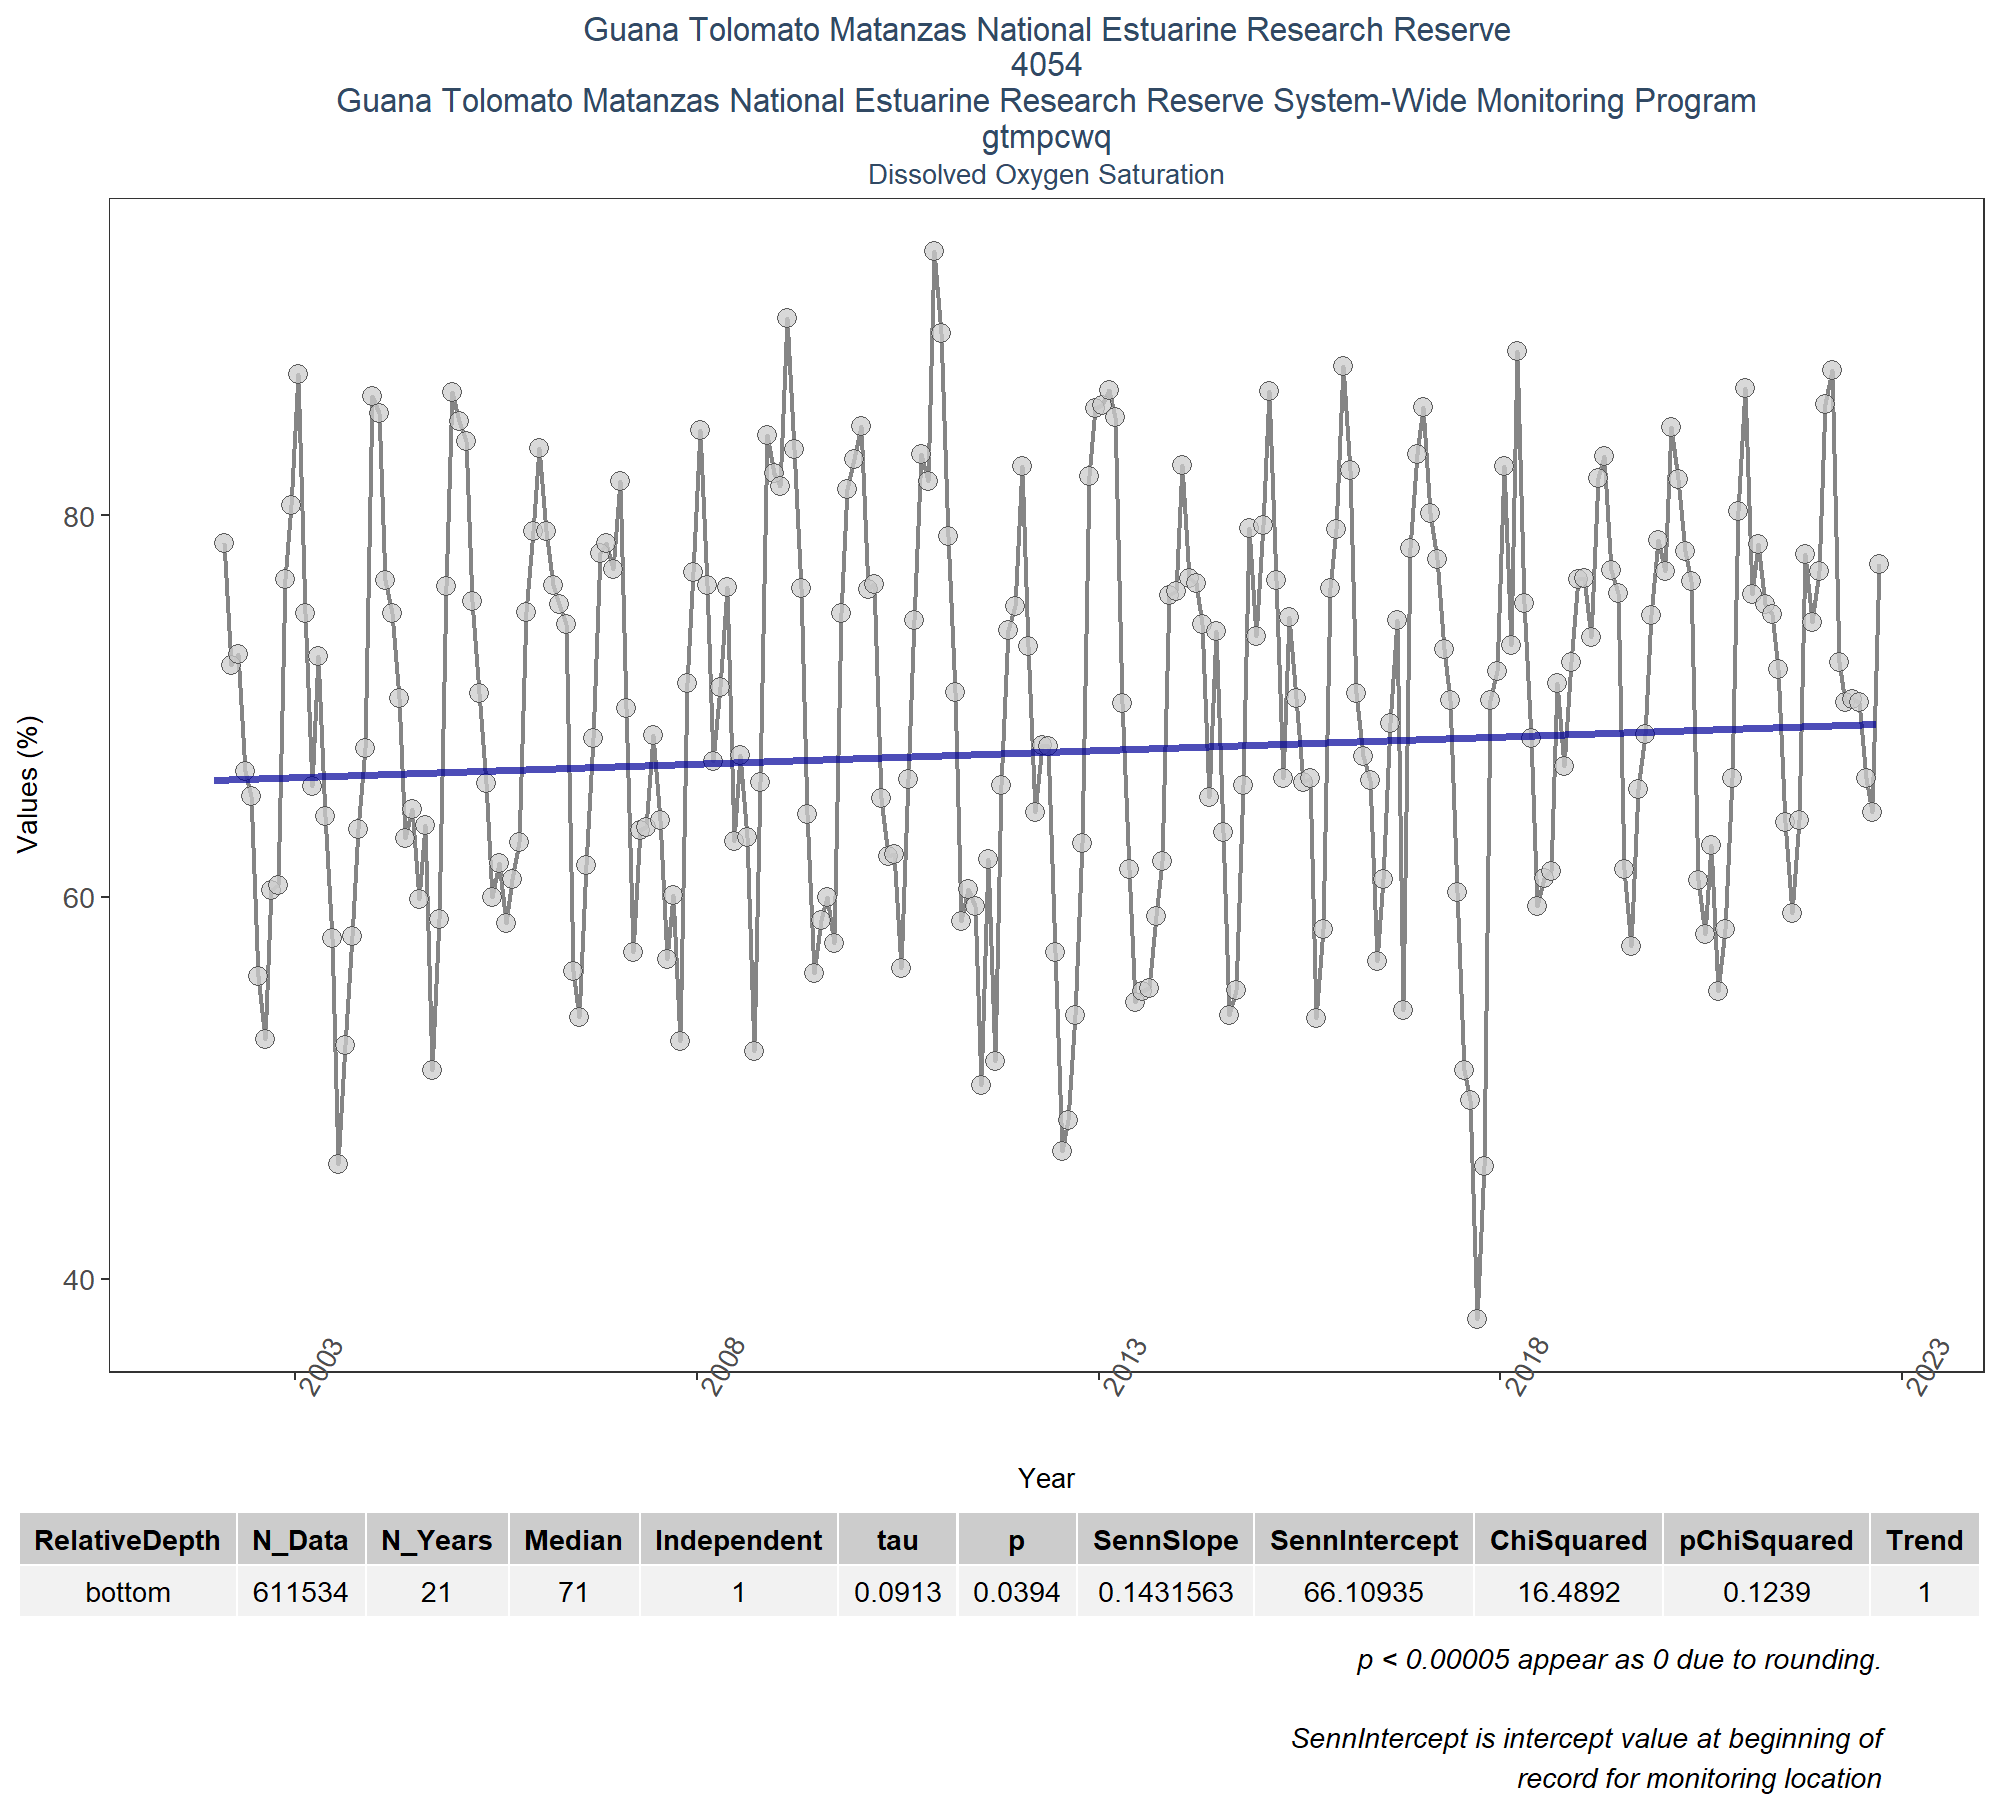 Guana Tolomato Matanzas National Estuarine Research Reserve
4054
Guana Tolomato Matanzas National Estuarine Research Reserve System-Wide Monitoring Program
gtmpcwq
Dissolved Oxygen Saturation
Values (%)
80
60
40
2003 2008 2013 2018 2023
Year
RelativeDepth N_Data N_Years Median Independent tau p SennSlope SennIntercept ChiSquared pChiSquared Trend
bottom 611534 21 71 1 0.0913 0.0394 0.1431563 66.10935 16.4892 0.1239 1
p < 0.00005 appear as 0 due to rounding.
SennIntercept is intercept value at beginning of
record for monitoring location